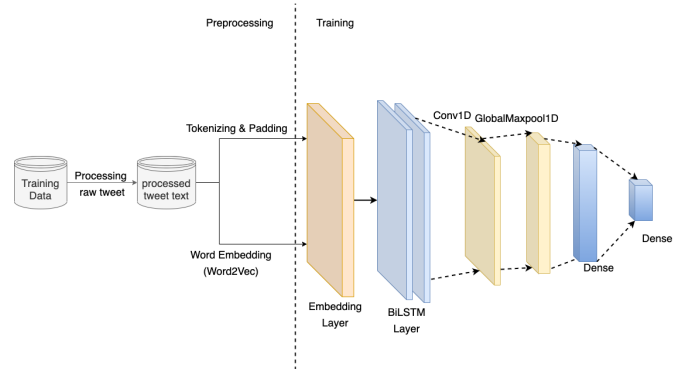 Preprocessing
Training
Tokenizing & Padding
Conv1D
GlobalMaxpool1D
Training
Data
Processing
raw tweet
processed
tweet text
Word Embedding
(Word2Vec)
Embedding
Layer
BiLSTM
Layer
Dense
Dense